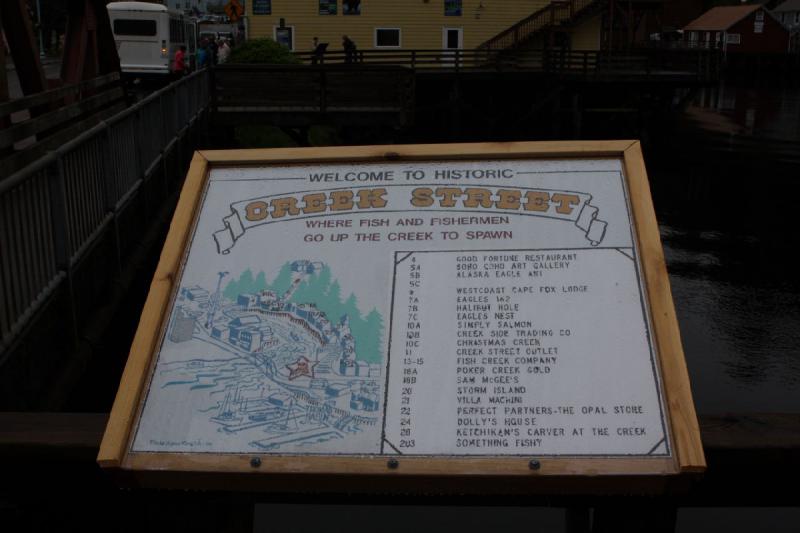 WELCOME TO HISTORIC
CREEK STREET
WHERE FISH AND FISHERMEN
GO UP THE CREEK TO SPAWN
4 GOOD FORTUNE RESTAURANT
5A SOHO COHO ART GALLERY
5B ALASKA EAGLE ART
5C
WESTCOAST CAPE FOX LODGE
7A EAGLES 1&2
7B HALIBUT HOLE
7C EAGLES NEST
10A SIMPLY SALMON
10B CREEK SIDE TRADING CO
10C CHRISTMAS CREEK
11 CREEK STREET OUTLET
13-15 FISH CREEK COMPANY
18A POKER CREEK GOLD
18B SAM McGEE'S
20 STORM ISLAND
21 VILLA MACHINI
22 PERFECT PARTNERS-THE OPAL STORE
24 DOLLY'S HOUSE
28 KETCHIKAN'S CARVER AT THE CREEK
203 SOMETHING FISHY